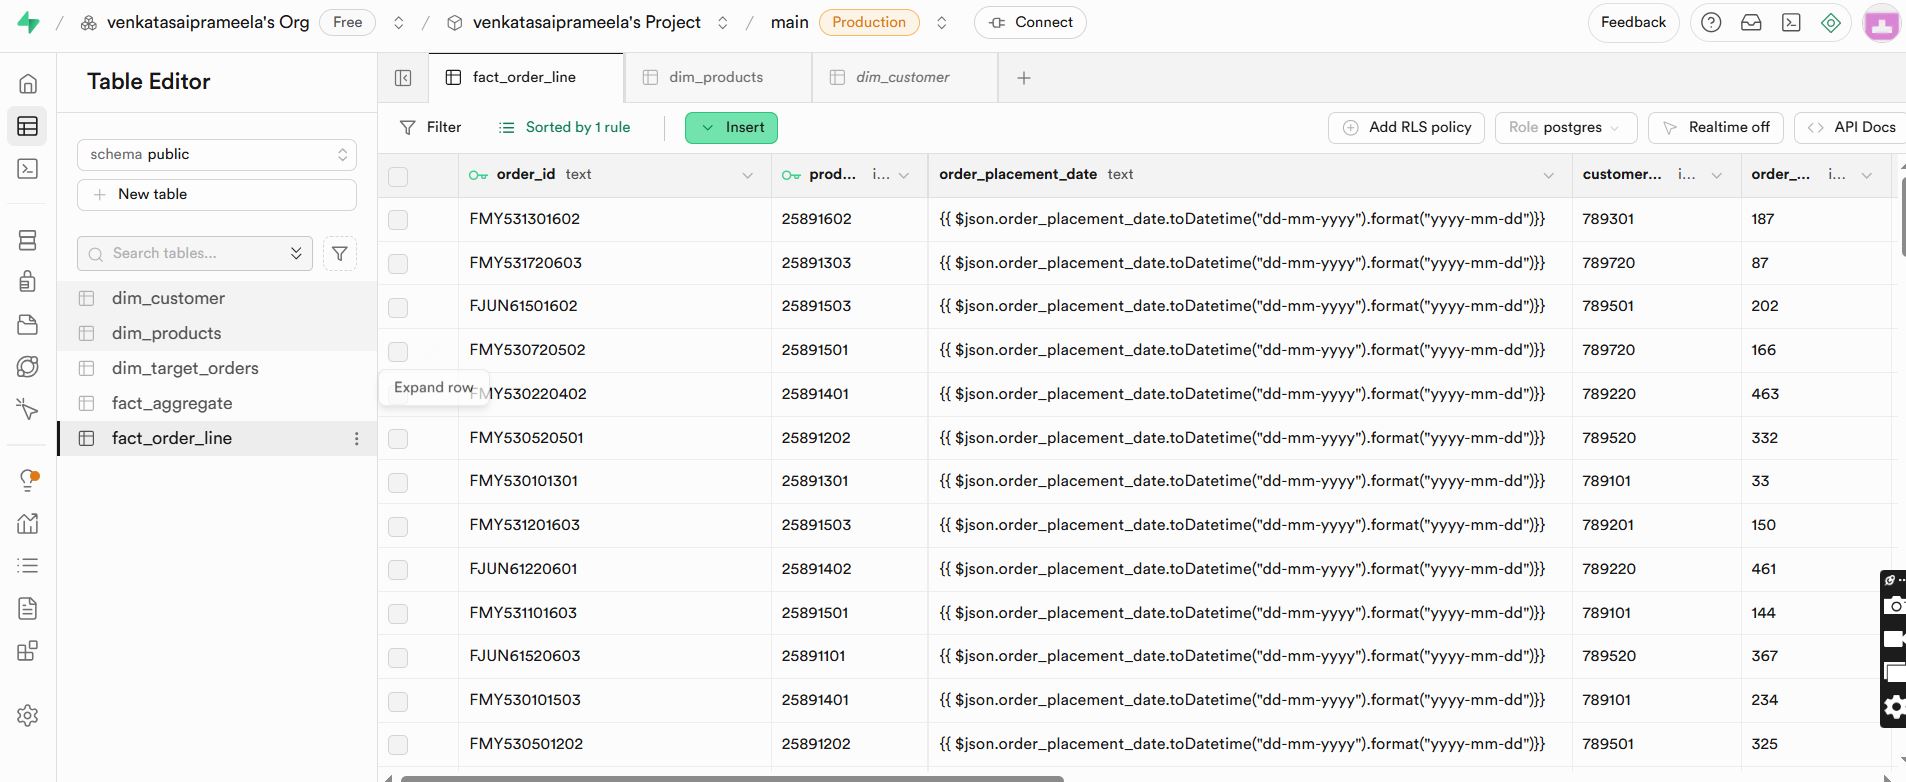 venkatasaiprameela's Org Free / venkatasaiprameela's Project / main Production Connect Feedback
Table Editor
fact_order_line dim_products dim_customer
Filter Sorted by 1 rule Insert Add RLS policy Role postgres Realtime off API Docs
schema public
New table
Search tables...
dim_customer
dim_products
dim_target_orders
fact_aggregate
fact_order_line
order_id text prod... i... order_placement_date text customer... i... order_... i...
FMY531301602 25891602 {{ $json.order_placement_date.toDatetime("dd-mm-yyyy").format("yyyy-mm-dd")}} 789301 187
FMY531720603 25891303 {{ $json.order_placement_date.toDatetime("dd-mm-yyyy").format("yyyy-mm-dd")}} 789720 87
FJUN61501602 25891503 {{ $json.order_placement_date.toDatetime("dd-mm-yyyy").format("yyyy-mm-dd")}} 789501 202
FMY530720502 25891501 {{ $json.order_placement_date.toDatetime("dd-mm-yyyy").format("yyyy-mm-dd")}} 789720 166
Expand row
FMY530220402 25891401 {{ $json.order_placement_date.toDatetime("dd-mm-yyyy").format("yyyy-mm-dd")}} 789220 463
FMY530520501 25891202 {{ $json.order_placement_date.toDatetime("dd-mm-yyyy").format("yyyy-mm-dd")}} 789520 332
FMY530101301 25891301 {{ $json.order_placement_date.toDatetime("dd-mm-yyyy").format("yyyy-mm-dd")}} 789101 33
FMY531201603 25891503 {{ $json.order_placement_date.toDatetime("dd-mm-yyyy").format("yyyy-mm-dd")}} 789201 150
FJUN61220601 25891402 {{ $json.order_placement_date.toDatetime("dd-mm-yyyy").format("yyyy-mm-dd")}} 789220 461
FMY531101603 25891501 {{ $json.order_placement_date.toDatetime("dd-mm-yyyy").format("yyyy-mm-dd")}} 789101 144
FJUN61520603 25891101 {{ $json.order_placement_date.toDatetime("dd-mm-yyyy").format("yyyy-mm-dd")}} 789520 367
FMY530101503 25891401 {{ $json.order_placement_date.toDatetime("dd-mm-yyyy").format("yyyy-mm-dd")}} 789101 234
FMY530501202 25891202 {{ $json.order_placement_date.toDatetime("dd-mm-yyyy").format("yyyy-mm-dd")}} 789501 325